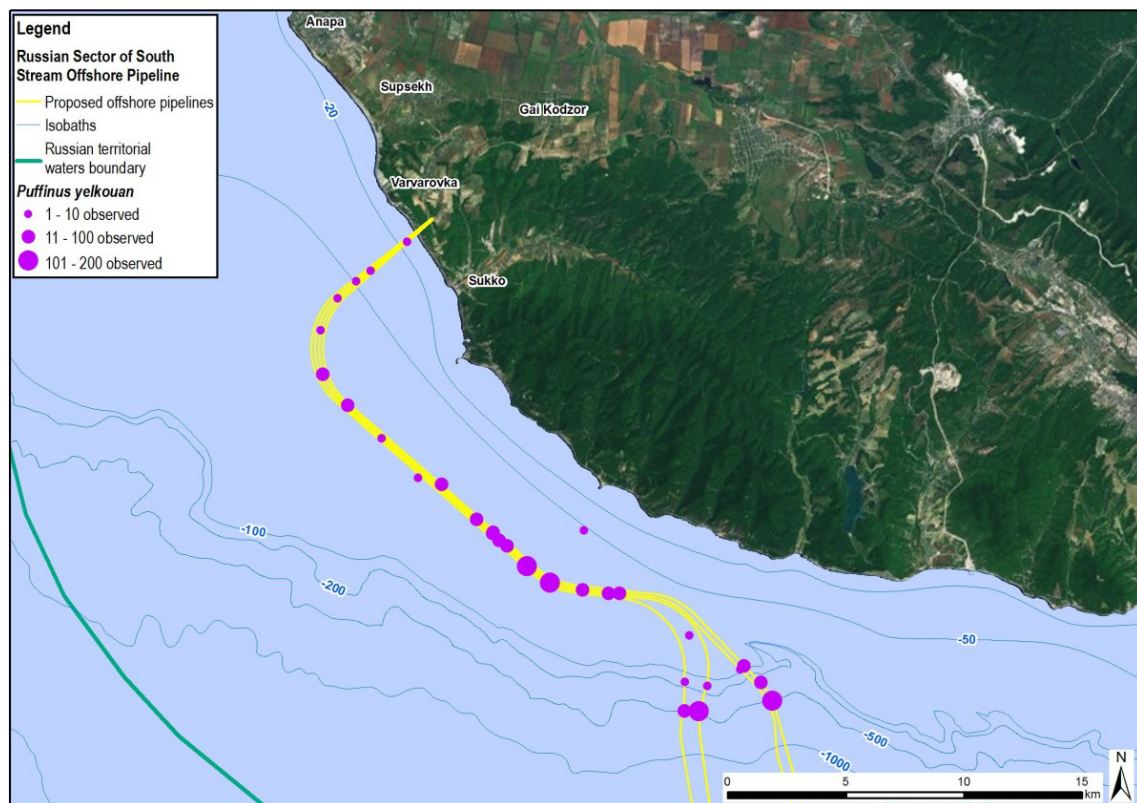 Legend
Russian Sector of South
Stream Offshore Pipeline
Proposed offshore pipelines
Isobaths
Russian territorial
waters boundary
Puffinus yelkouan
1 - 10 observed
11 - 100 observed
101 - 200 observed
Anapa
Supsekh
Gai Kodzor
-20
Varvarovka
Sukko
-100
-200
-50
-500
-1000
N
0 5 10 15
km